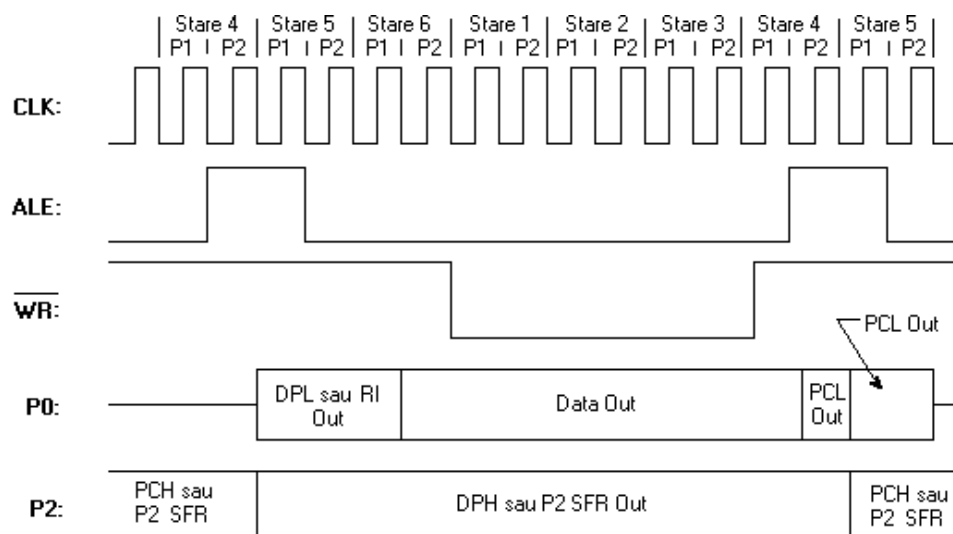 Stare 4 Stare 5 Stare 6 Stare 1 Stare 2 Stare 3 Stare 4 Stare 5
P1 P2 P1 P2 P1 P2 P1 P2 P1 P2 P1 P2 P1 P2 P1 P2
CLK:
ALE:
WR:
PCL Out
P0:
DPL sau RI
Out
Data Out
PCL
Out
P2:
PCH sau
P2 SFR
DPH sau P2 SFR Out
PCH sau
P2 SFR